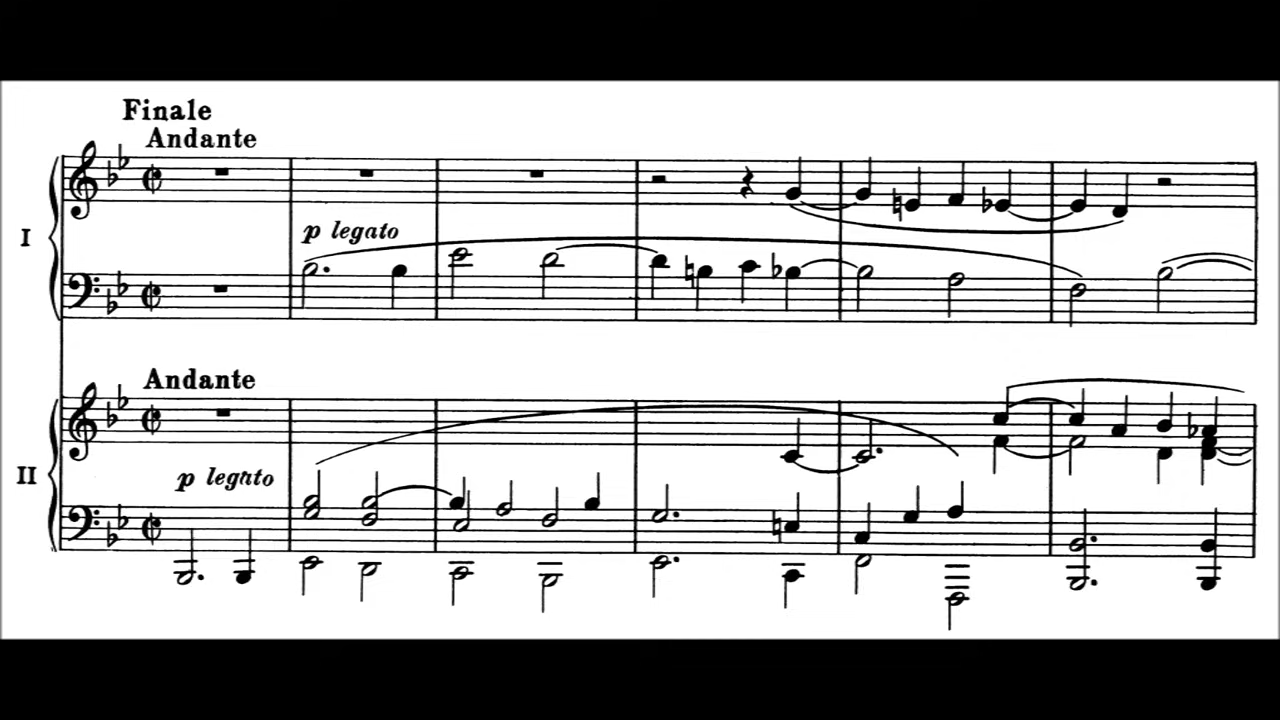 Finale
Andante
I
p legato
Andante
II
p legato